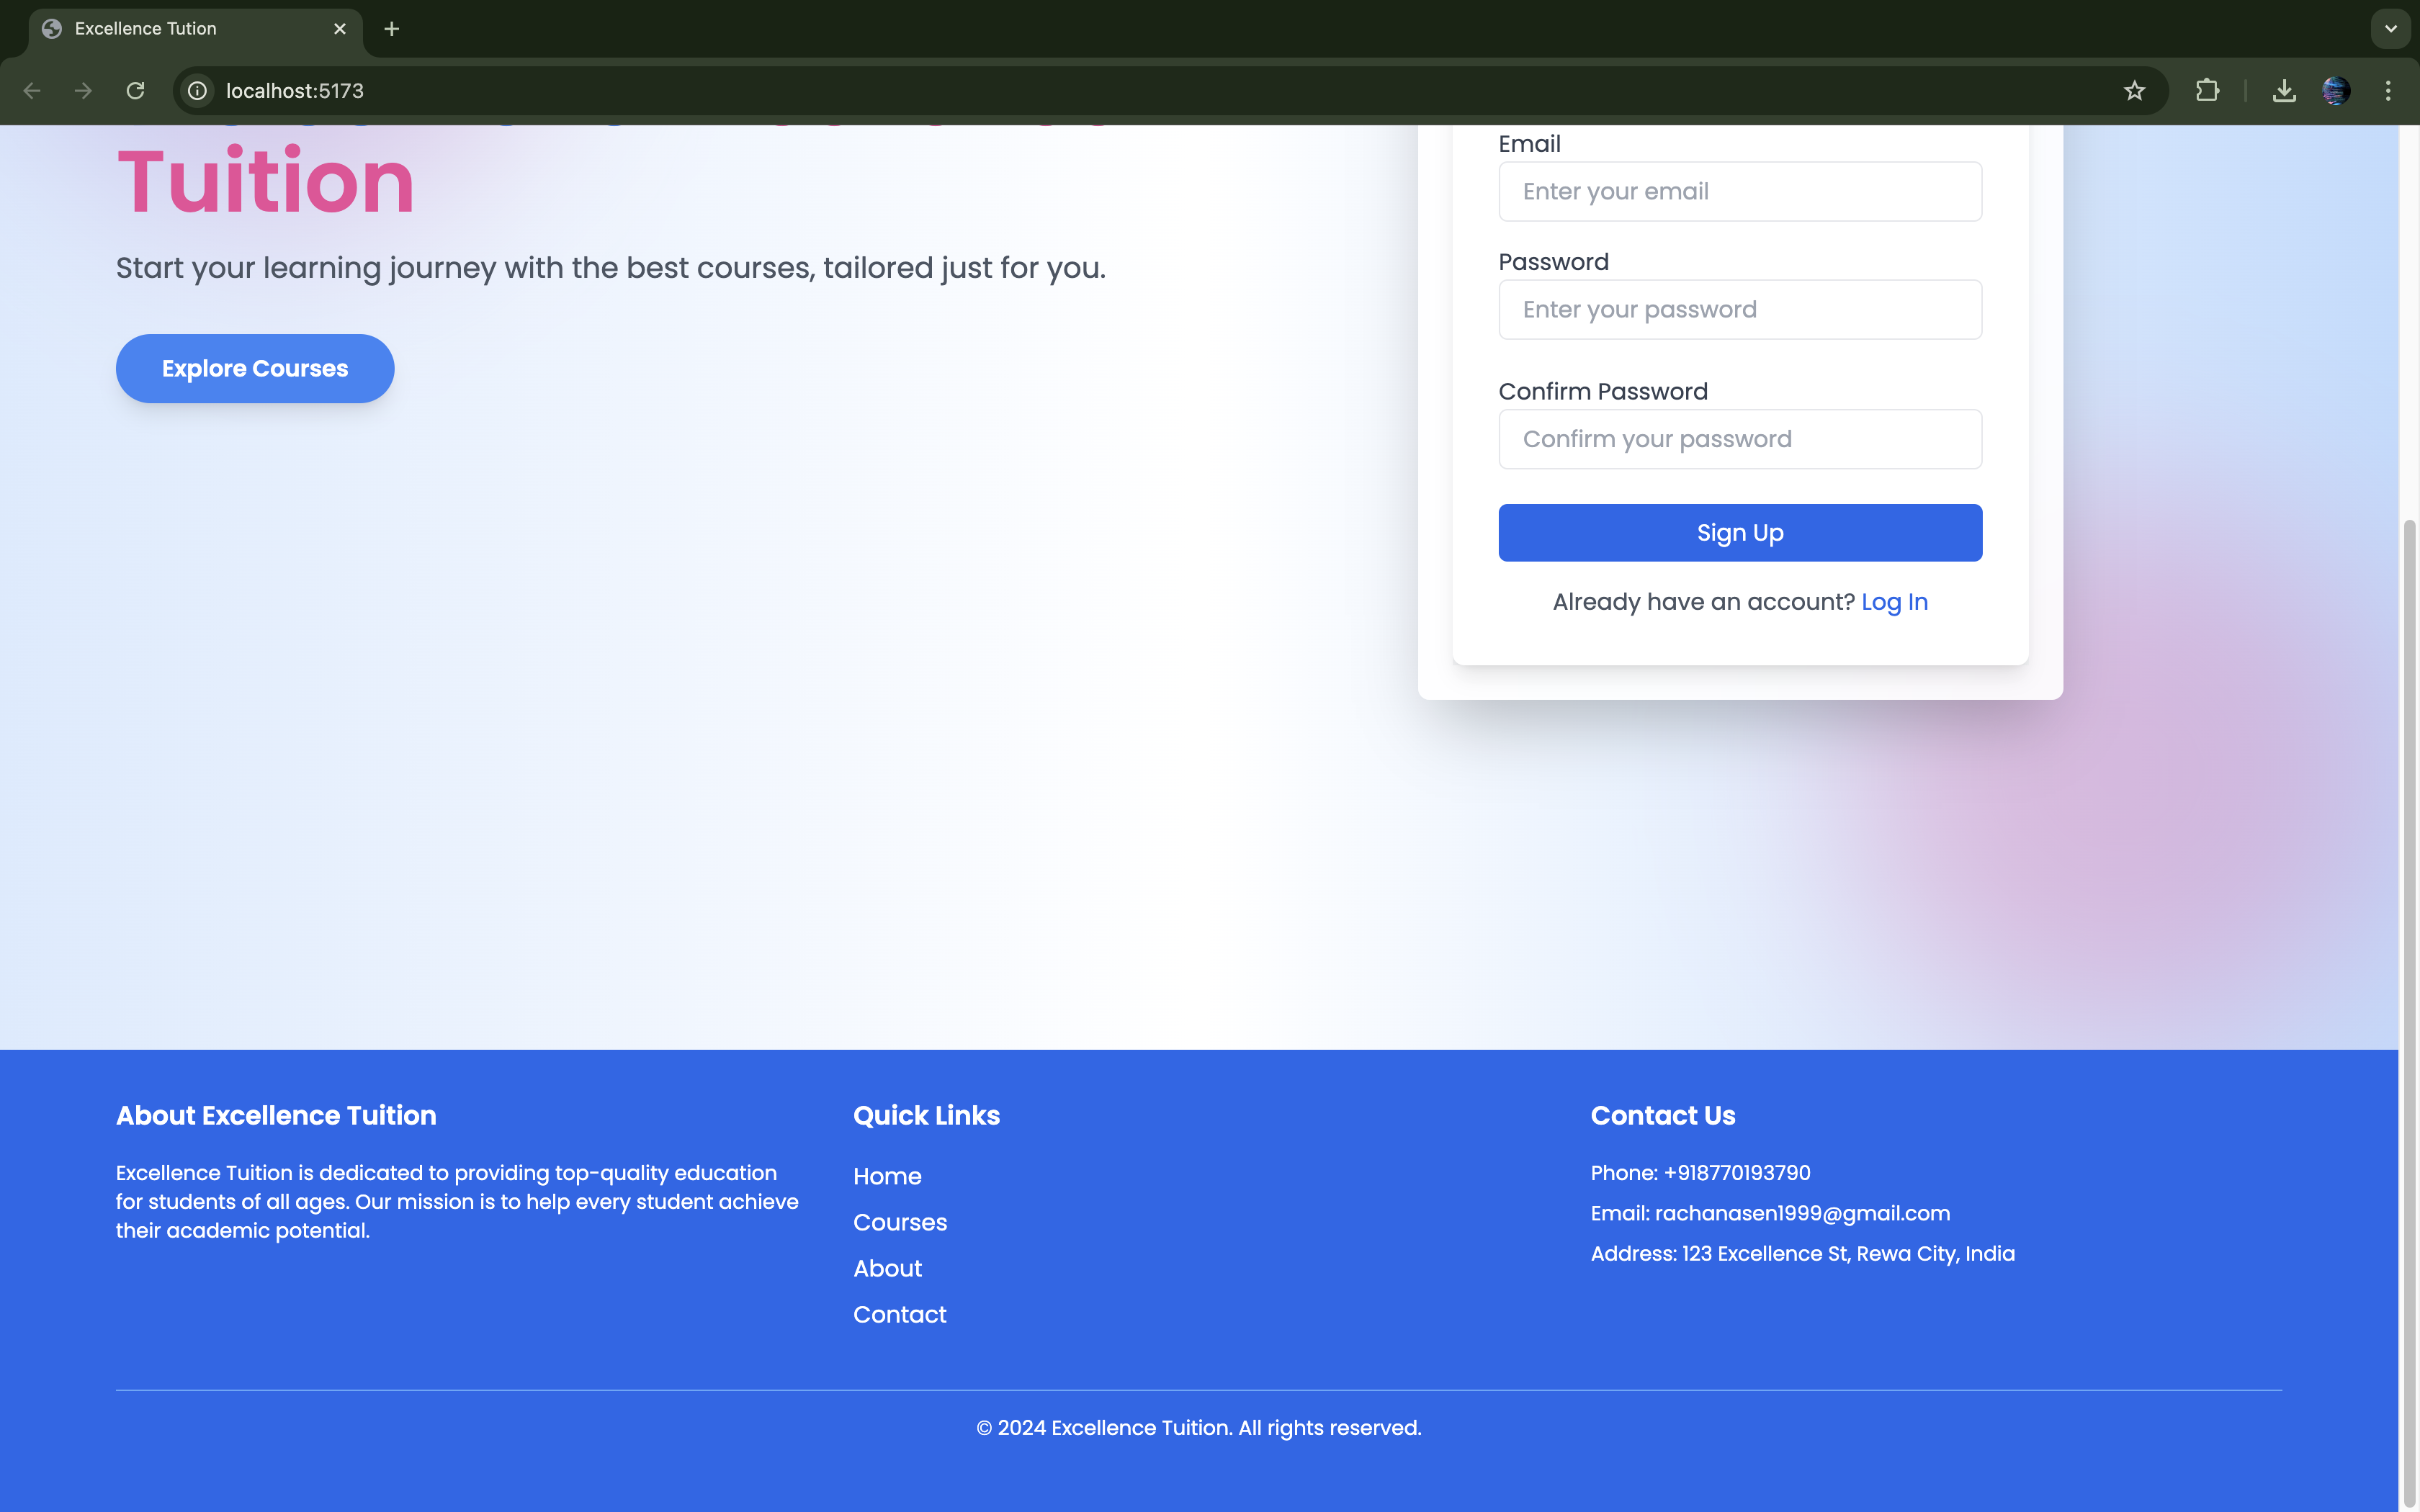 Excellence Tution
localhost:5173
Tuition
Start your learning journey with the best courses, tailored just for you.
Explore Courses
Email
Enter your email
Password
Enter your password
Confirm Password
Confirm your password
Sign Up
Already have an account? Log In
About Excellence Tuition
Excellence Tuition is dedicated to providing top-quality education
for students of all ages. Our mission is to help every student achieve
their academic potential.
Quick Links
Home
Courses
About
Contact
Contact Us
Phone: +918770193790
Email: rachanasen1999@gmail.com
Address: 123 Excellence St, Rewa City, India
© 2024 Excellence Tuition. All rights reserved.